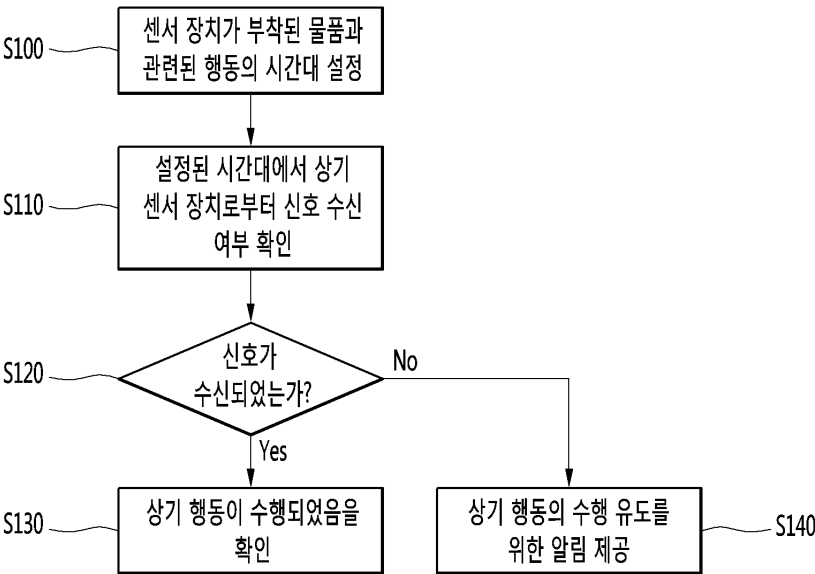 S100
센서 장치가 부착된 물품과
관련된 행동의 시간대 설정
S110
설정된 시간대에서 상기
센서 장치로부터 신호 수신
여부 확인
S120
신호가
수신되었는가?
No
Yes
S130
상기 행동이 수행되었음을
확인
상기 행동의 수행 유도를
위한 알림 제공
S140